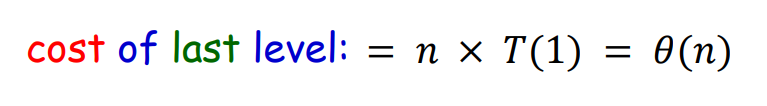 cost of last level: = n × T(1) = θ(n)